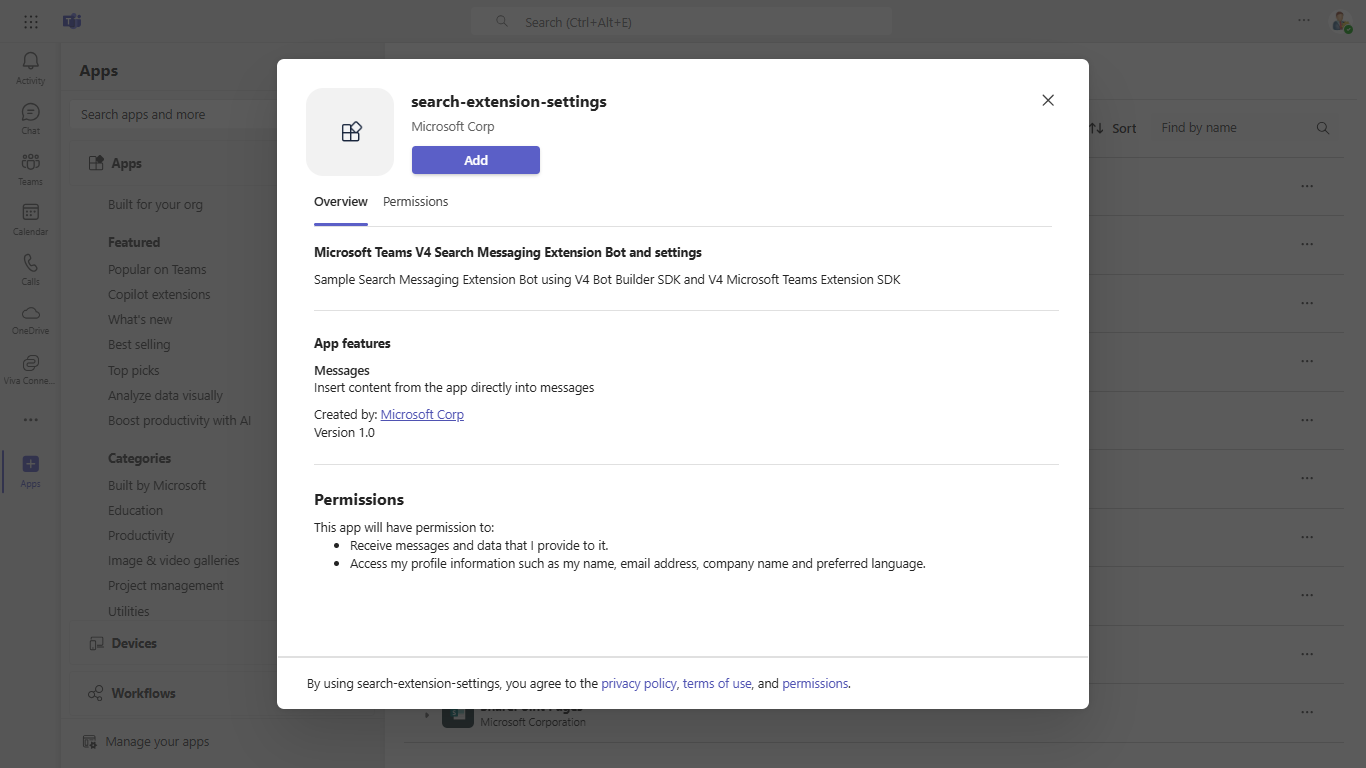 Search (Ctrl+Alt+E)
Activity
Chat
Teams
Calendar
Calls
OneDrive
Viva Conne...
Apps
Apps
Search apps and more
Apps
Built for your org
Featured
Popular on Teams
Copilot extensions
What's new
Best selling
Top picks
Analyze data visually
Boost productivity with AI
Categories
Built by Microsoft
Education
Productivity
Image & video galleries
Project management
Utilities
Devices
Workflows
Manage your apps
Sort
Find by name
search-extension-settings
Microsoft Corp
Add
Overview
Permissions
Microsoft Teams V4 Search Messaging Extension Bot and settings
Sample Search Messaging Extension Bot using V4 Bot Builder SDK and V4 Microsoft Teams Extension SDK
App features
Messages
Insert content from the app directly into messages
Created by: Microsoft Corp
Version 1.0
Permissions
This app will have permission to:
• Receive messages and data that I provide to it.
• Access my profile information such as my name, email address, company name and preferred language.
By using search-extension-settings, you agree to the privacy policy, terms of use, and permissions.
Microsoft Corporation